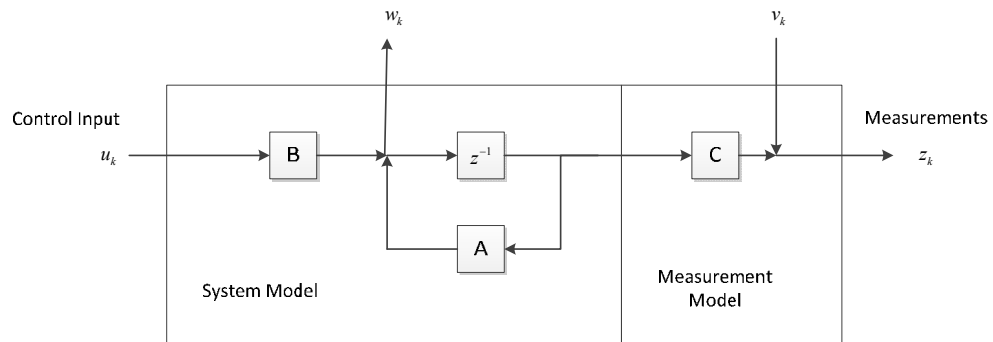 w_k
v_k
Control Input
Measurements
u_k
B
z^{-1}
C
z_k
A
System Model
Measurement
Model